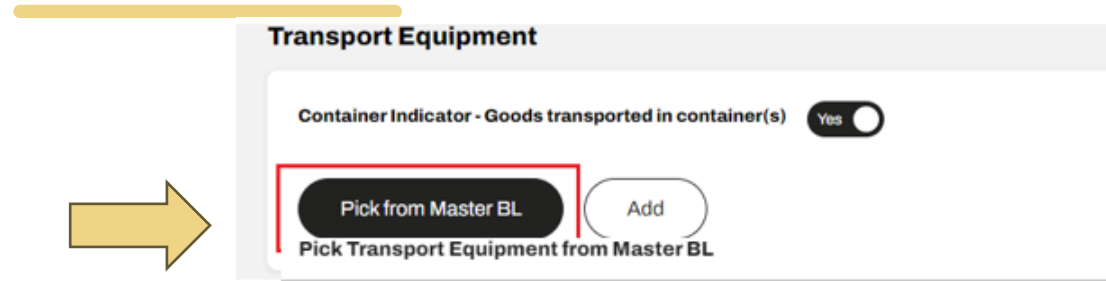 Transport Equipment
Container Indicator - Goods transported in container(s) Yes
Pick from Master BL Add
Pick Transport Equipment from Master BL